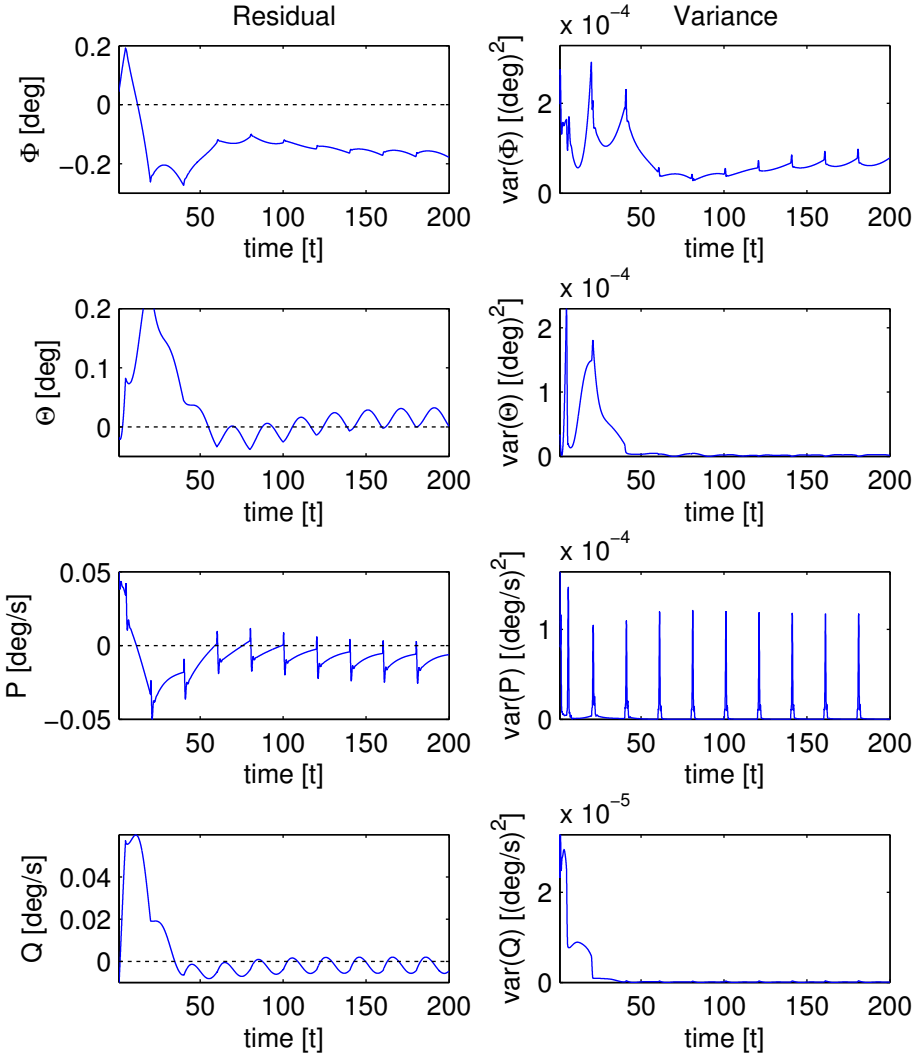 Residual
Variance
x 10^-4
0.2
0
−0.2
Φ [deg]
50
100
150
200
time [t]
2
0
var(Φ) [(deg)^2]
50
100
150
200
time [t]
x 10^-4
0.2
0.1
0
Θ [deg]
50
100
150
200
time [t]
2
1
0
var(Θ) [(deg)^2]
50
100
150
200
time [t]
x 10^-4
0.05
0
−0.05
P [deg/s]
50
100
150
200
time [t]
1
0
var(P) [(deg/s)^2]
50
100
150
200
time [t]
x 10^-5
0.04
0.02
0
Q [deg/s]
50
100
150
200
time [t]
2
0
var(Q) [(deg/s)^2]
50
100
150
200
time [t]